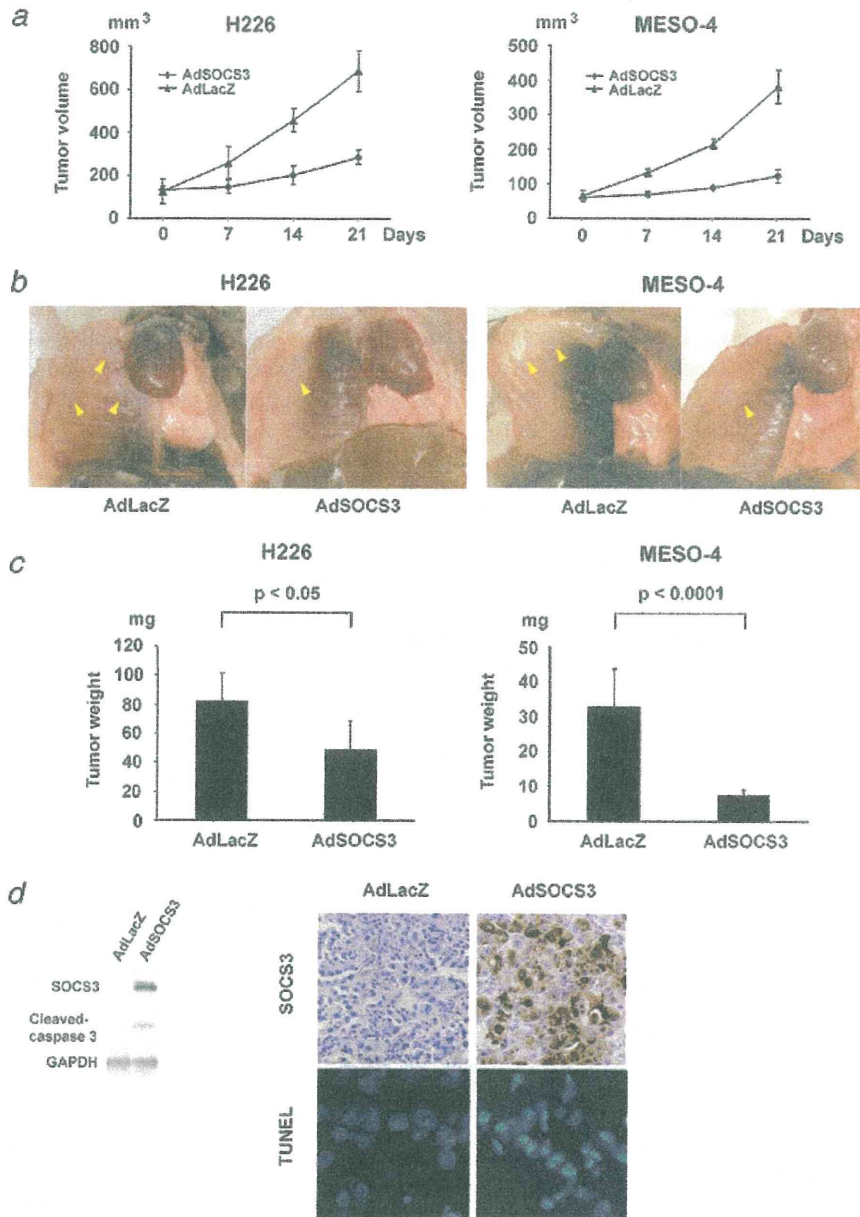 a
mm³ H226
800
600
400
200
0
Tumor volume
AdSOCS3
AdLacZ
0 7 14 21 Days
mm³ MESO-4
500
400
300
200
100
0
Tumor volume
AdSOCS3
AdLacZ
0 7 14 21 Days
b
H226 MESO-4
AdLacZ AdSOCS3 AdLacZ AdSOCS3
c
H226
p < 0.05
mg
120
100
80
60
40
20
0
Tumor weight
AdLacZ AdSOCS3
MESO-4
p < 0.0001
mg
50
40
30
20
10
0
Tumor weight
AdLacZ AdSOCS3
d
AdLacZ
AdSOCS3
SOCS3
Cleaved-
caspase 3
GAPDH
AdLacZ AdSOCS3
SOCS3
TUNEL